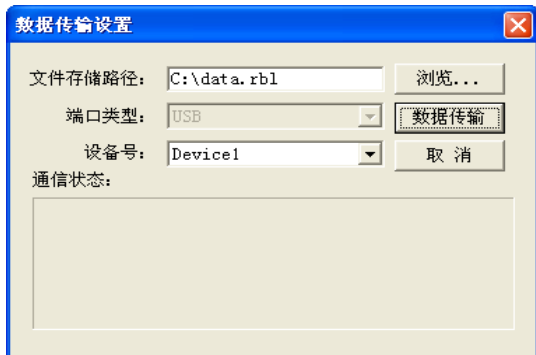 数据传输设置
文件存储路径: C:\data.rbl 浏览...
端口类型: USB 数据传输
设备号: Device1 取 消
通信状态: